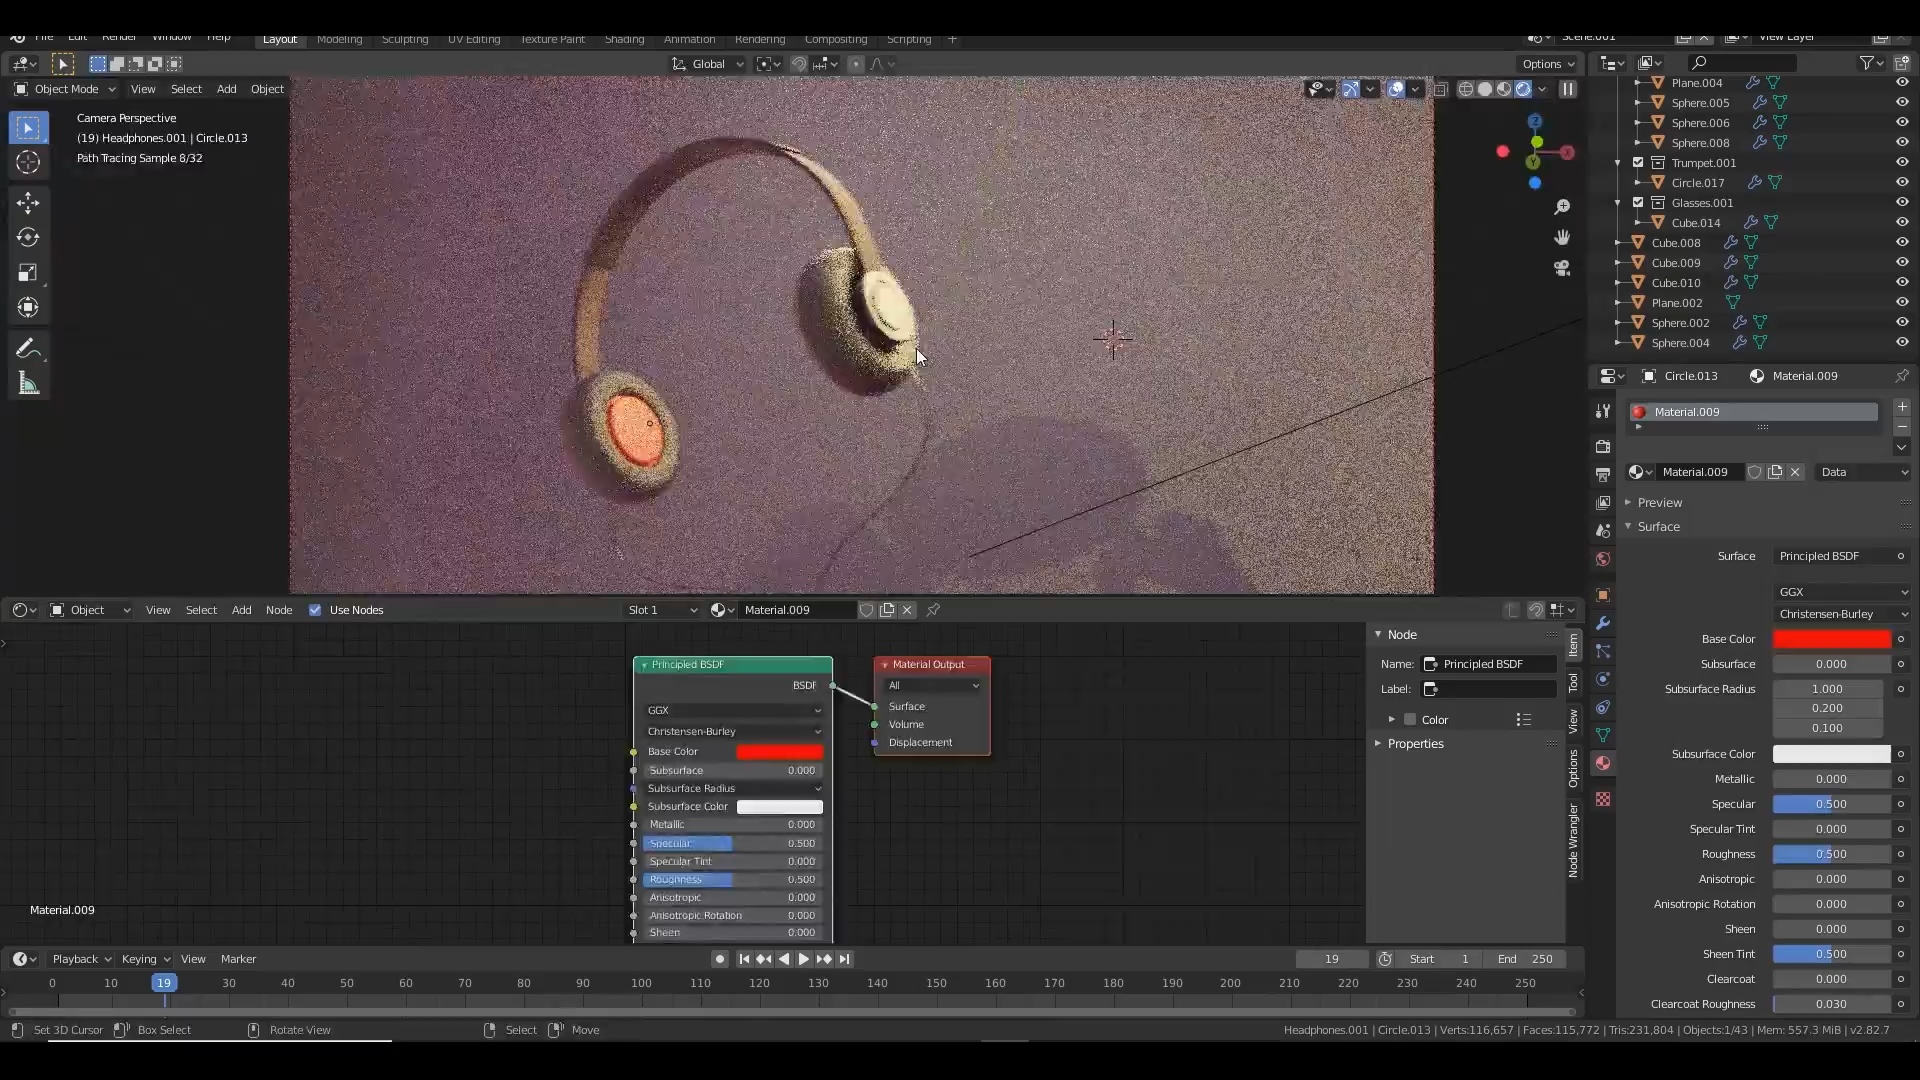 File Edit Render Window Help Layout Modeling Sculpting UV Editing Texture Paint Shading Animation Rendering Compositing Scripting + Scene.001 View Layer
Global Options
Object Mode View Select Add Object
Camera Perspective
(19) Headphones.001 | Circle.013
Path Tracing Sample 8/32
Z
X
Y
Plane.004
Sphere.005
Sphere.006
Sphere.008
Trumpet.001
Circle.017
Glasses.001
Cube.014
Cube.008
Cube.009
Cube.010
Plane.002
Sphere.002
Sphere.004
Circle.013 Material.009
Material.009
Material.009 Data
Preview
Surface
Surface Principled BSDF
GGX
Christensen-Burley
Base Color
Subsurface 0.000
Subsurface Radius 1.000
0.200
0.100
Subsurface Color
Metallic 0.000
Specular 0.500
Specular Tint 0.000
Roughness 0.500
Anisotropic 0.000
Anisotropic Rotation 0.000
Sheen 0.000
Sheen Tint 0.500
Clearcoat 0.000
Clearcoat Roughness 0.030
Object View Select Add Node Use Nodes Slot 1 Material.009
Principled BSDF
BSDF
GGX
Christensen-Burley
Base Color
Subsurface 0.000
Subsurface Radius
Subsurface Color
Metallic 0.000
Specular 0.500
Specular Tint 0.000
Roughness 0.500
Anisotropic 0.000
Anisotropic Rotation 0.000
Sheen 0.000
Material Output
All
Surface
Volume
Displacement
Node
Name: Principled BSDF
Label:
Color
Properties
Item
Tool
View
Options
Node Wrangler
Material.009
Playback Keying View Marker 19 Start 1 End 250
0 10 19 30 40 50 60 70 80 90 100 110 120 130 140 150 160 170 180 190 200 210 220 230 240 250
Set 3D Cursor Box Select Rotate View Select Move Headphones.001 | Circle.013 | Verts:116,657 | Faces:115,772 | Tris:231,804 | Objects:1/43 | Mem: 557.3 MiB | v2.82.7